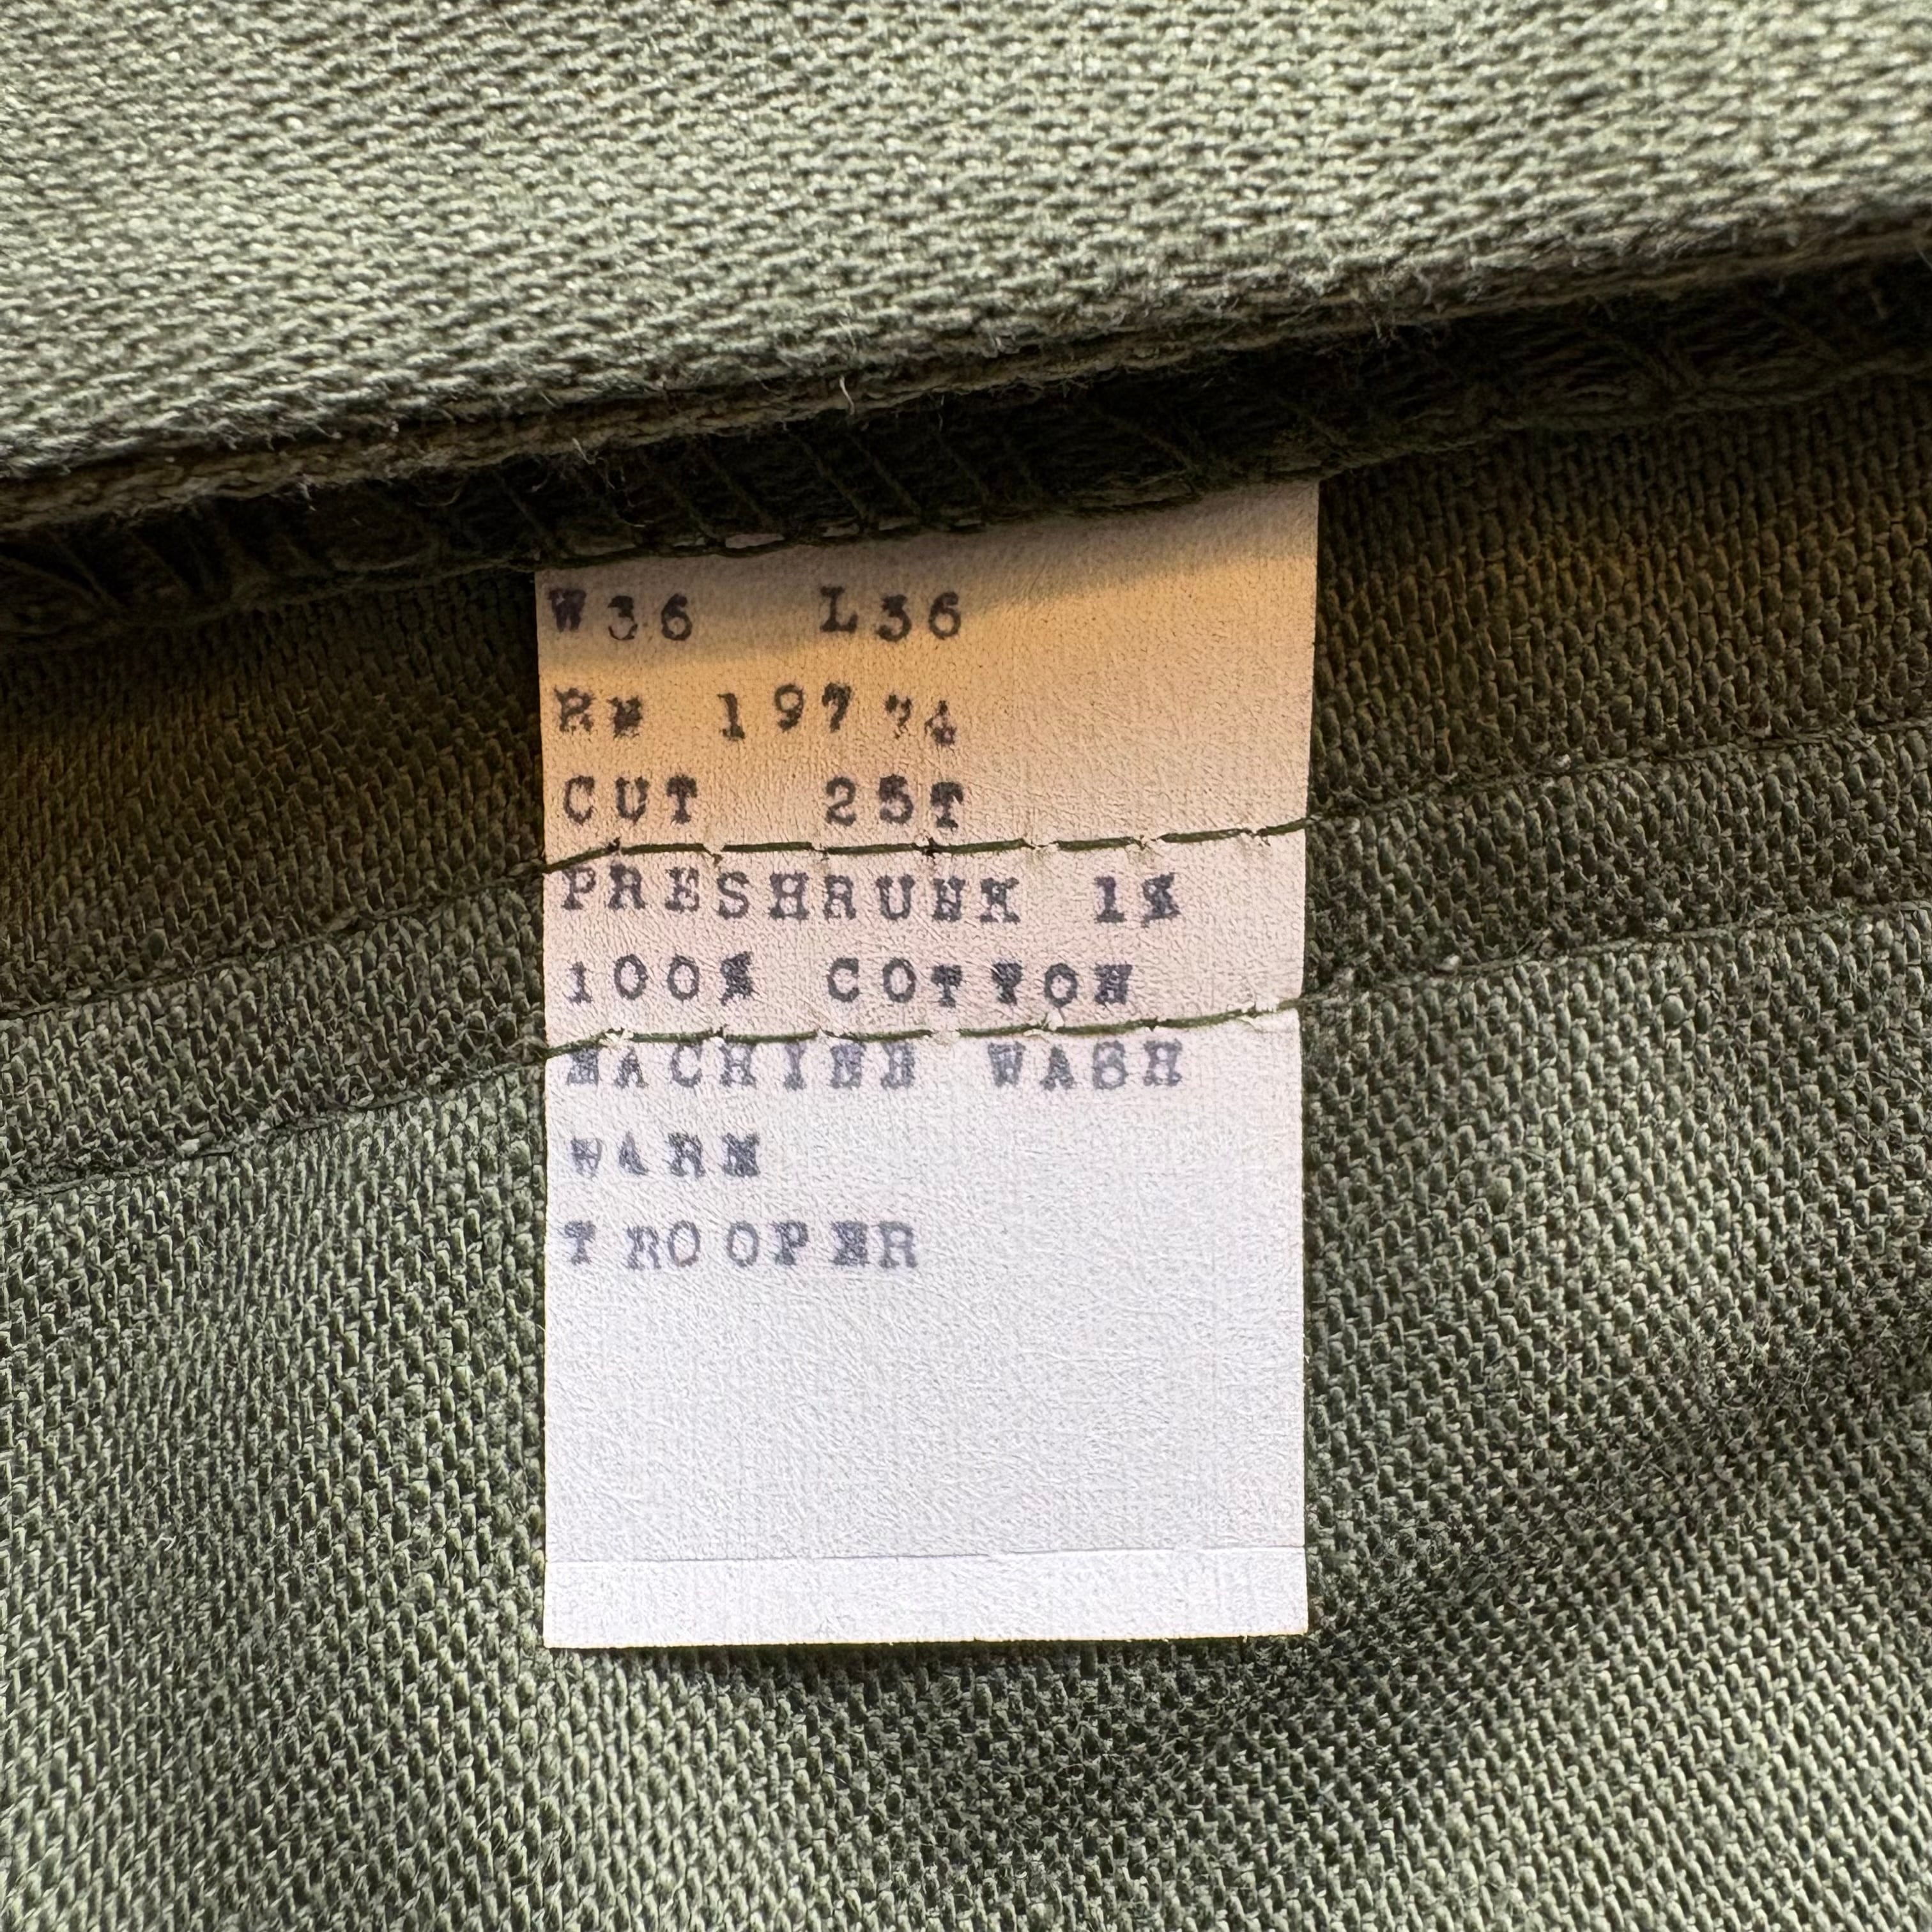 W36 L36
RN 19774
CUT 25T
PRESHRUNK 1%
100% COTTON
MACHINE WASH
WARM
TROOPER